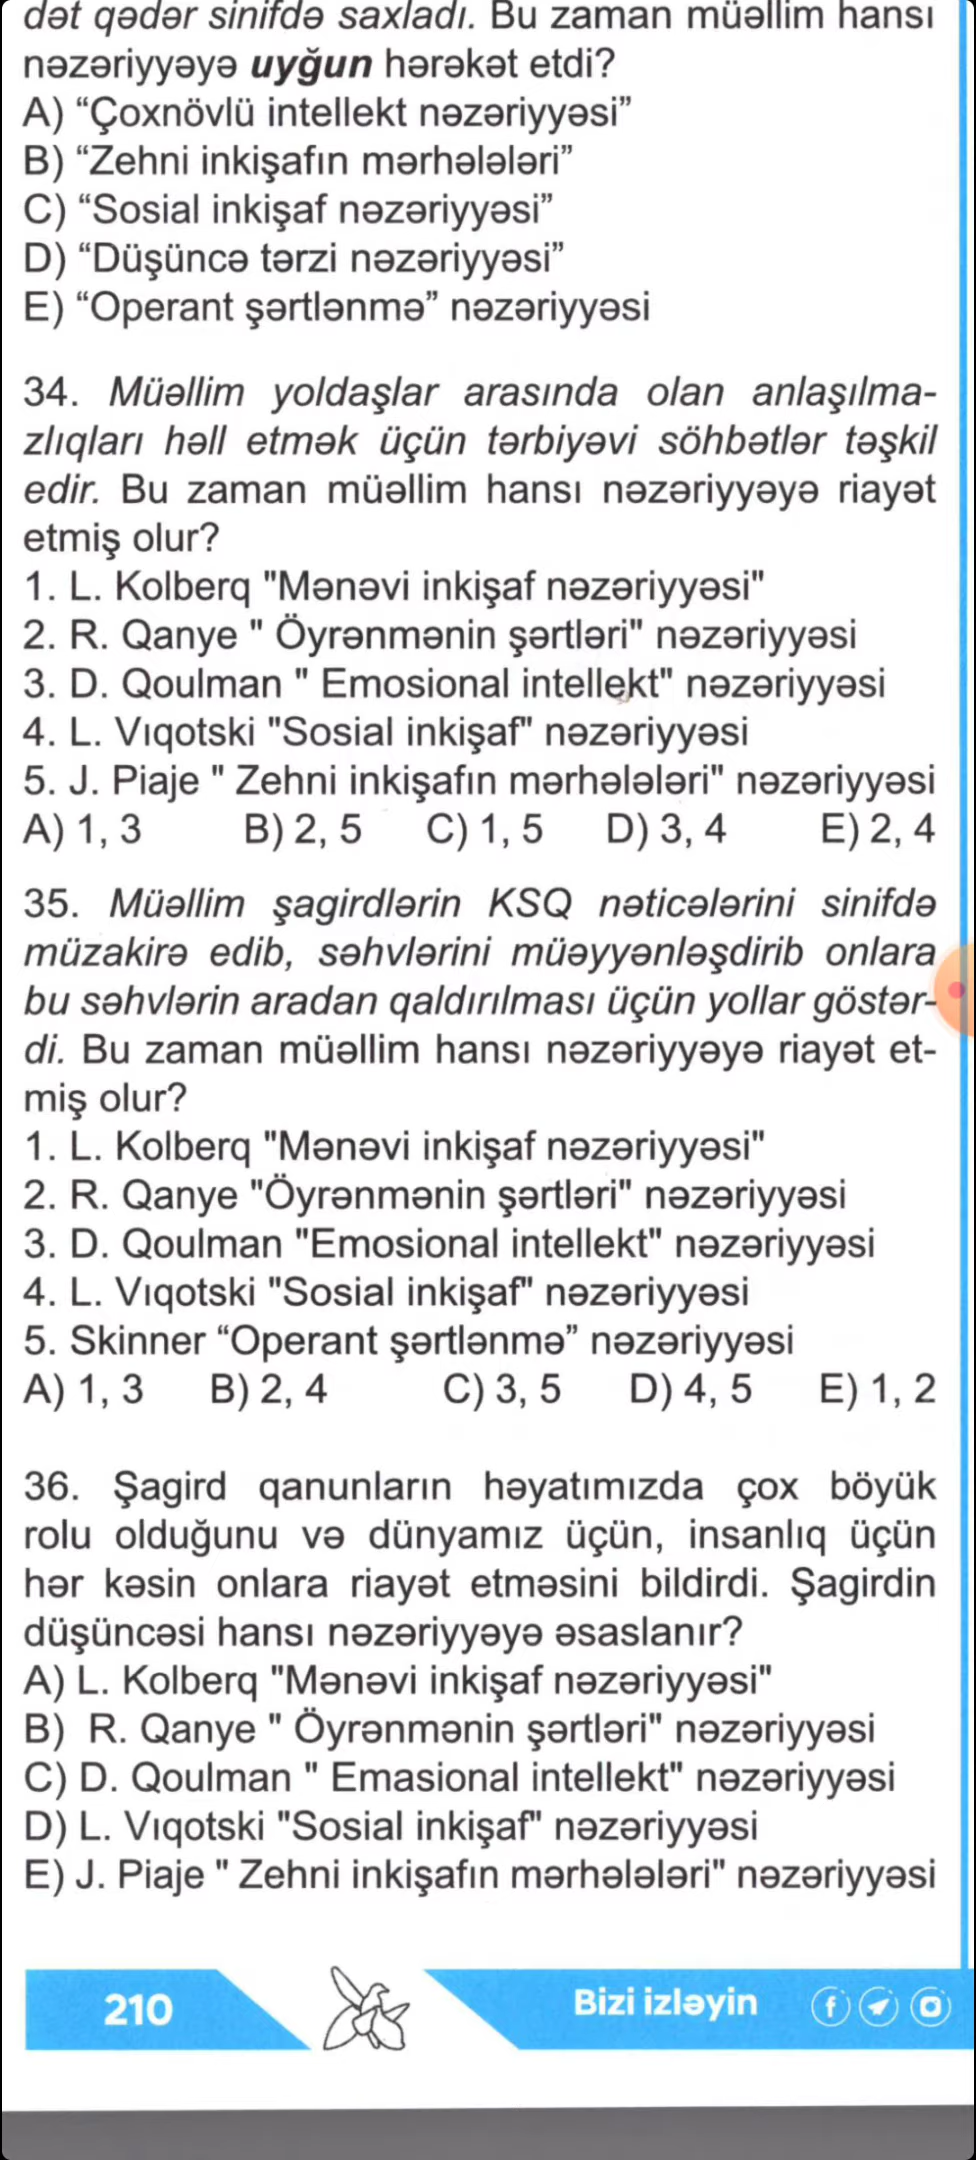 dət qədər sinifdə saxladı. Bu zaman müəllim hansı
nəzəriyyəyə uyğun hərəkət etdi?
A) “Çoxnövlü intellekt nəzəriyyəsi”
B) “Zehni inkişafın mərhələləri”
C) “Sosial inkişaf nəzəriyyəsi”
D) “Düşüncə tərzi nəzəriyyəsi”
E) “Operant şərtlənmə” nəzəriyyəsi
34. Müəllim yoldaşlar arasında olan anlaşılma-
zlıqları həll etmək üçün tərbiyəvi söhbətlər təşkil
edir. Bu zaman müəllim hansı nəzəriyyəyə riayət
etmiş olur?
1. L. Kolberq "Mənəvi inkişaf nəzəriyyəsi"
2. R. Qanye " Öyrənmənin şərtləri" nəzəriyyəsi
3. D. Qoulman " Emosional intellekt" nəzəriyyəsi
4. L. Vıqotski "Sosial inkişaf" nəzəriyyəsi
5. J. Piaje " Zehni inkişafın mərhələləri" nəzəriyyəsi
A) 1, 3 B) 2, 5 C) 1, 5 D) 3, 4 E) 2, 4
35. Müəllim şagirdlərin KSQ nəticələrini sinifdə
müzakirə edib, səhvlərini müəyyənləşdirib onlara
bu səhvlərin aradan qaldırılması üçün yollar göstər-
di. Bu zaman müəllim hansı nəzəriyyəyə riayət et-
miş olur?
1. L. Kolberq "Mənəvi inkişaf nəzəriyyəsi"
2. R. Qanye "Öyrənmənin şərtləri" nəzəriyyəsi
3. D. Qoulman "Emosional intellekt" nəzəriyyəsi
4. L. Vıqotski "Sosial inkişaf" nəzəriyyəsi
5. Skinner “Operant şərtlənmə” nəzəriyyəsi
A) 1, 3 B) 2, 4 C) 3, 5 D) 4, 5 E) 1, 2
36. Şagird qanunların həyatımızda çox böyük
rolu olduğunu və dünyamız üçün, insanlıq üçün
hər kəsin onlara riayət etməsini bildirdi. Şagirdin
düşüncəsi hansı nəzəriyyəyə əsaslanır?
A) L. Kolberq "Mənəvi inkişaf nəzəriyyəsi"
B) R. Qanye " Öyrənmənin şərtləri" nəzəriyyəsi
C) D. Qoulman " Emasional intellekt" nəzəriyyəsi
D) L. Vıqotski "Sosial inkişaf" nəzəriyyəsi
E) J. Piaje " Zehni inkişafın mərhələləri" nəzəriyyəsi
210 Bizi izləyin